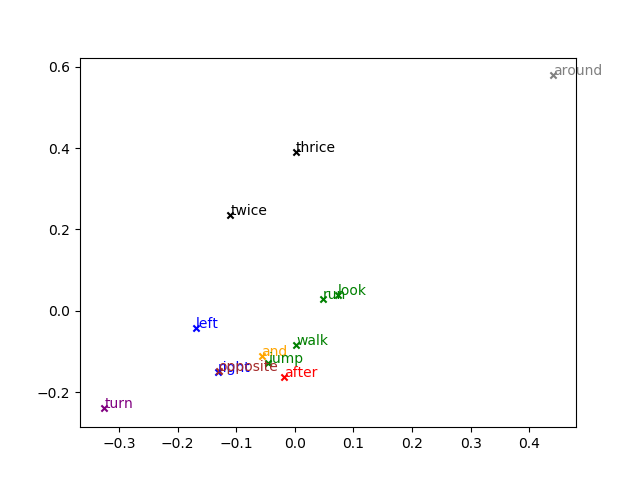 0.6
around
0.4
thrice
twice
0.2
look
run
0.0
left
walk
and
jump
right
opposite
after
−0.2
turn
−0.3 −0.2 −0.1 0.0 0.1 0.2 0.3 0.4